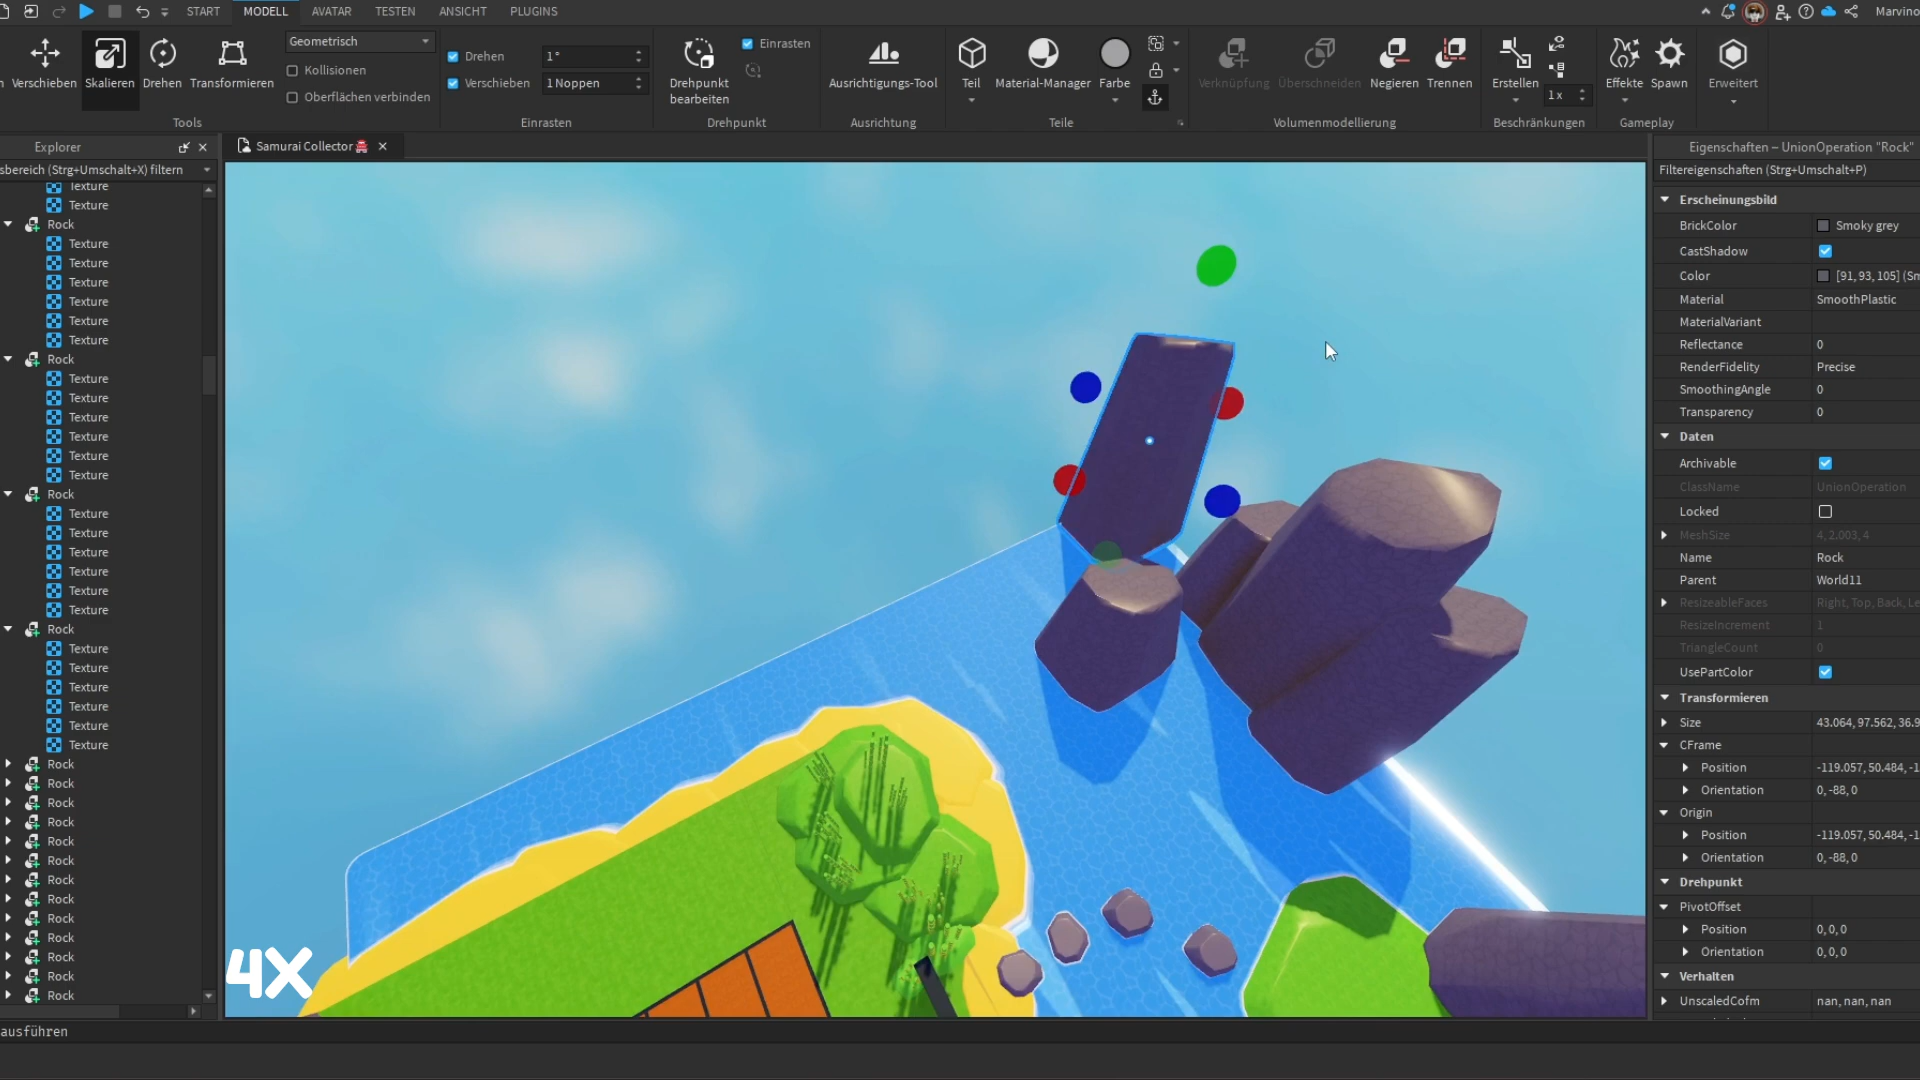 START MODELL AVATAR TESTEN ANSICHT PLUGINS Marvino
Geometrisch
Drehen 1°
Einrasten
Kollisionen
Verschieben Skalieren Drehen Transformieren
Verschieben 1 Noppen
Oberflächen verbinden
Drehpunkt
bearbeiten
Ausrichtungs-Tool
Teil Material-Manager Farbe
Verknüpfung Überschneiden Negieren Trennen
Erstellen
1x
Effekte Spawn
Erweitert
Tools Einrasten Drehpunkt Ausrichtung Teile Volumenmodellierung Beschränkungen Gameplay
Explorer
sbereich (Strg+Umschalt+X) filtern
Texture
Texture
Rock
Texture
Texture
Texture
Texture
Texture
Texture
Rock
Texture
Texture
Texture
Texture
Texture
Texture
Rock
Texture
Texture
Texture
Texture
Texture
Texture
Rock
Texture
Texture
Texture
Texture
Texture
Texture
Rock
Rock
Rock
Rock
Rock
Rock
Rock
Rock
Rock
Rock
Rock
Rock
Rock
Samurai Collector
4X
Eigenschaften – UnionOperation "Rock"
Filtereigenschaften (Strg+Umschalt+P)
Erscheinungsbild
BrickColor Smoky grey
CastShadow
Color [91, 93, 105] (Sm
Material SmoothPlastic
MaterialVariant
Reflectance 0
RenderFidelity Precise
SmoothingAngle 0
Transparency 0
Daten
Archivable
ClassName UnionOperation
Locked
MeshSize 4, 2.003, 4
Name Rock
Parent World11
ResizeableFaces Right, Top, Back, Le
ResizeIncrement 1
TriangleCount 0
UsePartColor
Transformieren
Size 43.064, 97.562, 36.9
CFrame
Position -119.057, 50.484, -1
Orientation 0, -88, 0
Origin
Position -119.057, 50.484, -1
Orientation 0, -88, 0
Drehpunkt
PivotOffset
Position 0, 0, 0
Orientation 0, 0, 0
Verhalten
UnscaledCofm nan, nan, nan
ausführen